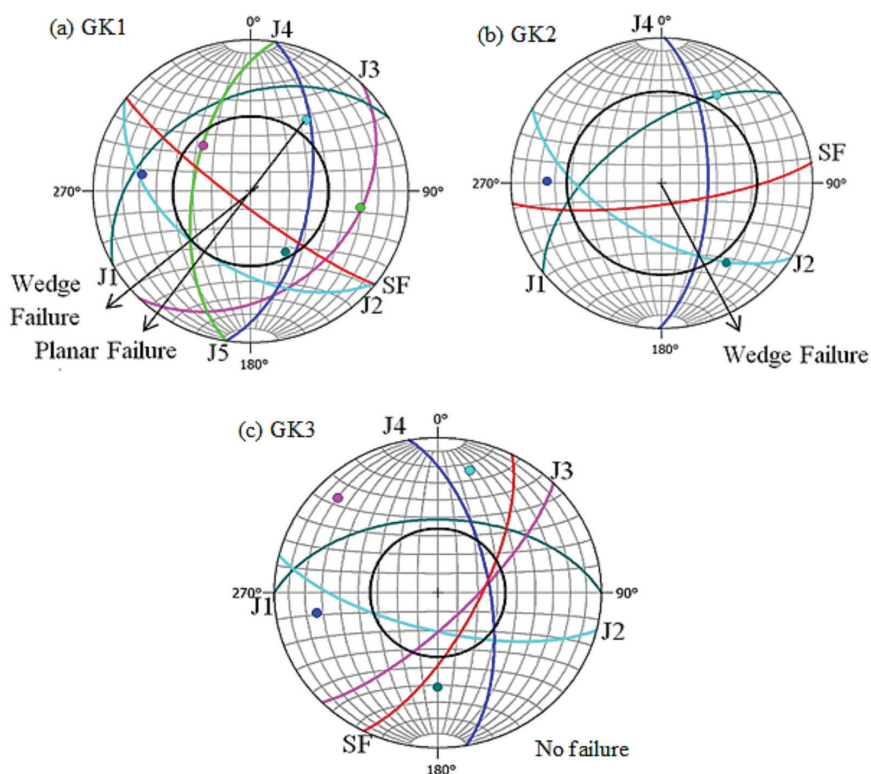 (a) GK1
0°
J4
J3
270°
90°
J1
J2
SF
Wedge
Failure
Planar Failure
J5
180°
(b) GK2
J4
0°
SF
270°
90°
J1
J2
180°
Wedge Failure
(c) GK3
J4
0°
J3
270°
90°
J1
J2
SF
180°
No failure